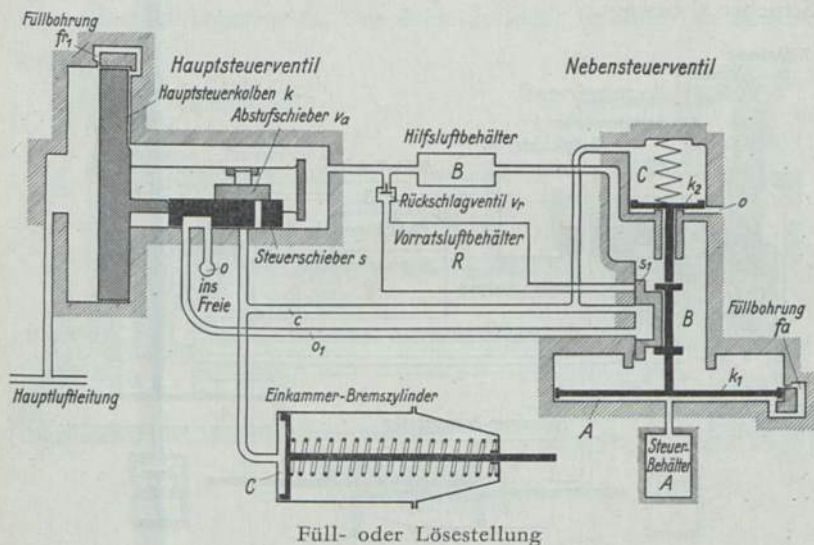 Füllbohrung
fr₁
Hauptsteuerventil
Hauptsteuerkolben k
Abstufschieber vₐ
Nebensteuerventil
Hilfsluftbehälter
B
Rückschlagventil vᵣ
Vorratsluftbehälter
R
Steuerschieber s
o
ins
Freie
C
k₂
o
s₁
B
Füllbohrung
fa
c
o₁
Hauptluftleitung
Einkammer-Bremszylinder
C
k₁
A
Steuer-
Behälter
A
Füll- oder Lösestellung